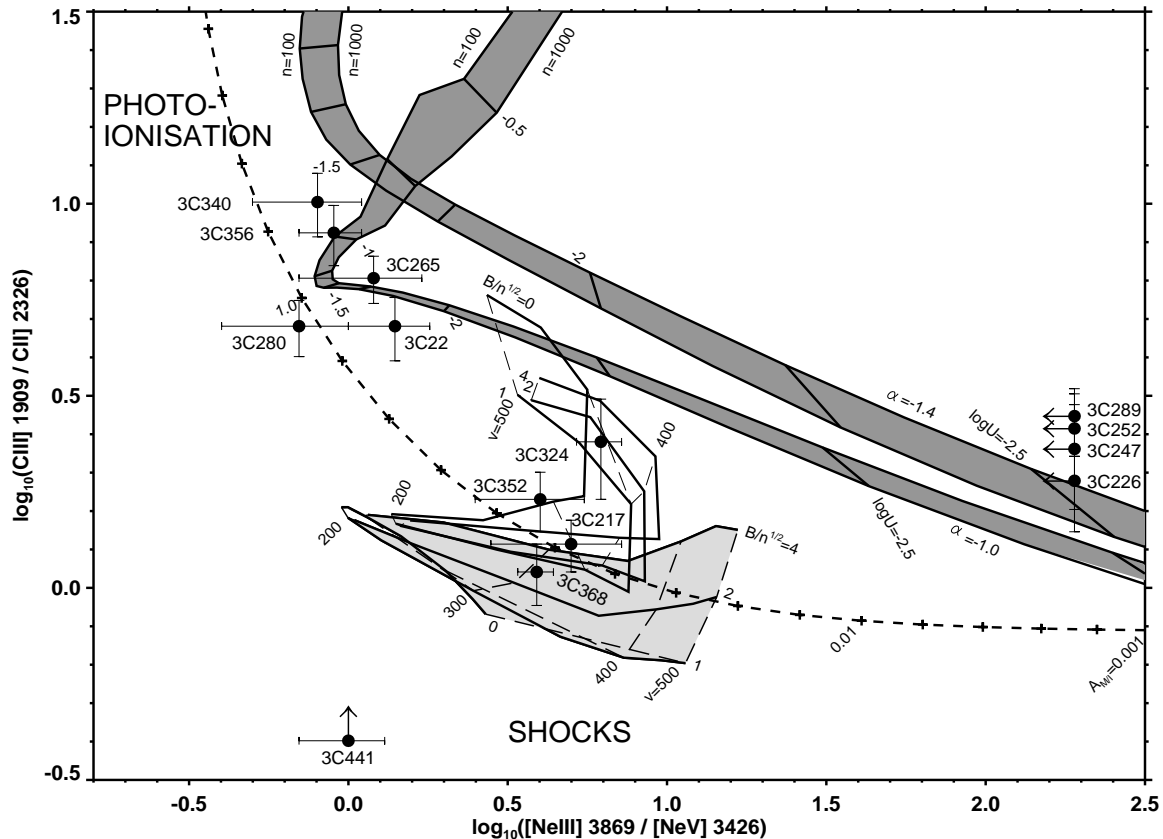 1.5
1.0
0.5
0.0
-0.5
log₁₀(CIII] 1909 / CII] 2326)
-0.5
0.0
0.5
1.0
1.5
2.0
2.5
log₁₀([NeIII] 3869 / [NeV] 3426)
PHOTO-
IONISATION
SHOCKS
n=100
n=1000
n=100
n=1000
-0.5
-1.5
3C340
3C356
-1
3C265
1.0
-1.5
-2
-2
3C280
3C22
B/n^1/2=0
1
4
2
v=500
400
3C324
3C352
3C217
3C368
200
200
300
0
400
v=500
1
2
B/n^1/2=4
α=-1.4
logU=-2.5
logU=-2.5
α=-1.0
3C289
3C252
3C247
3C226
0.01
A_M/I=0.001
3C441